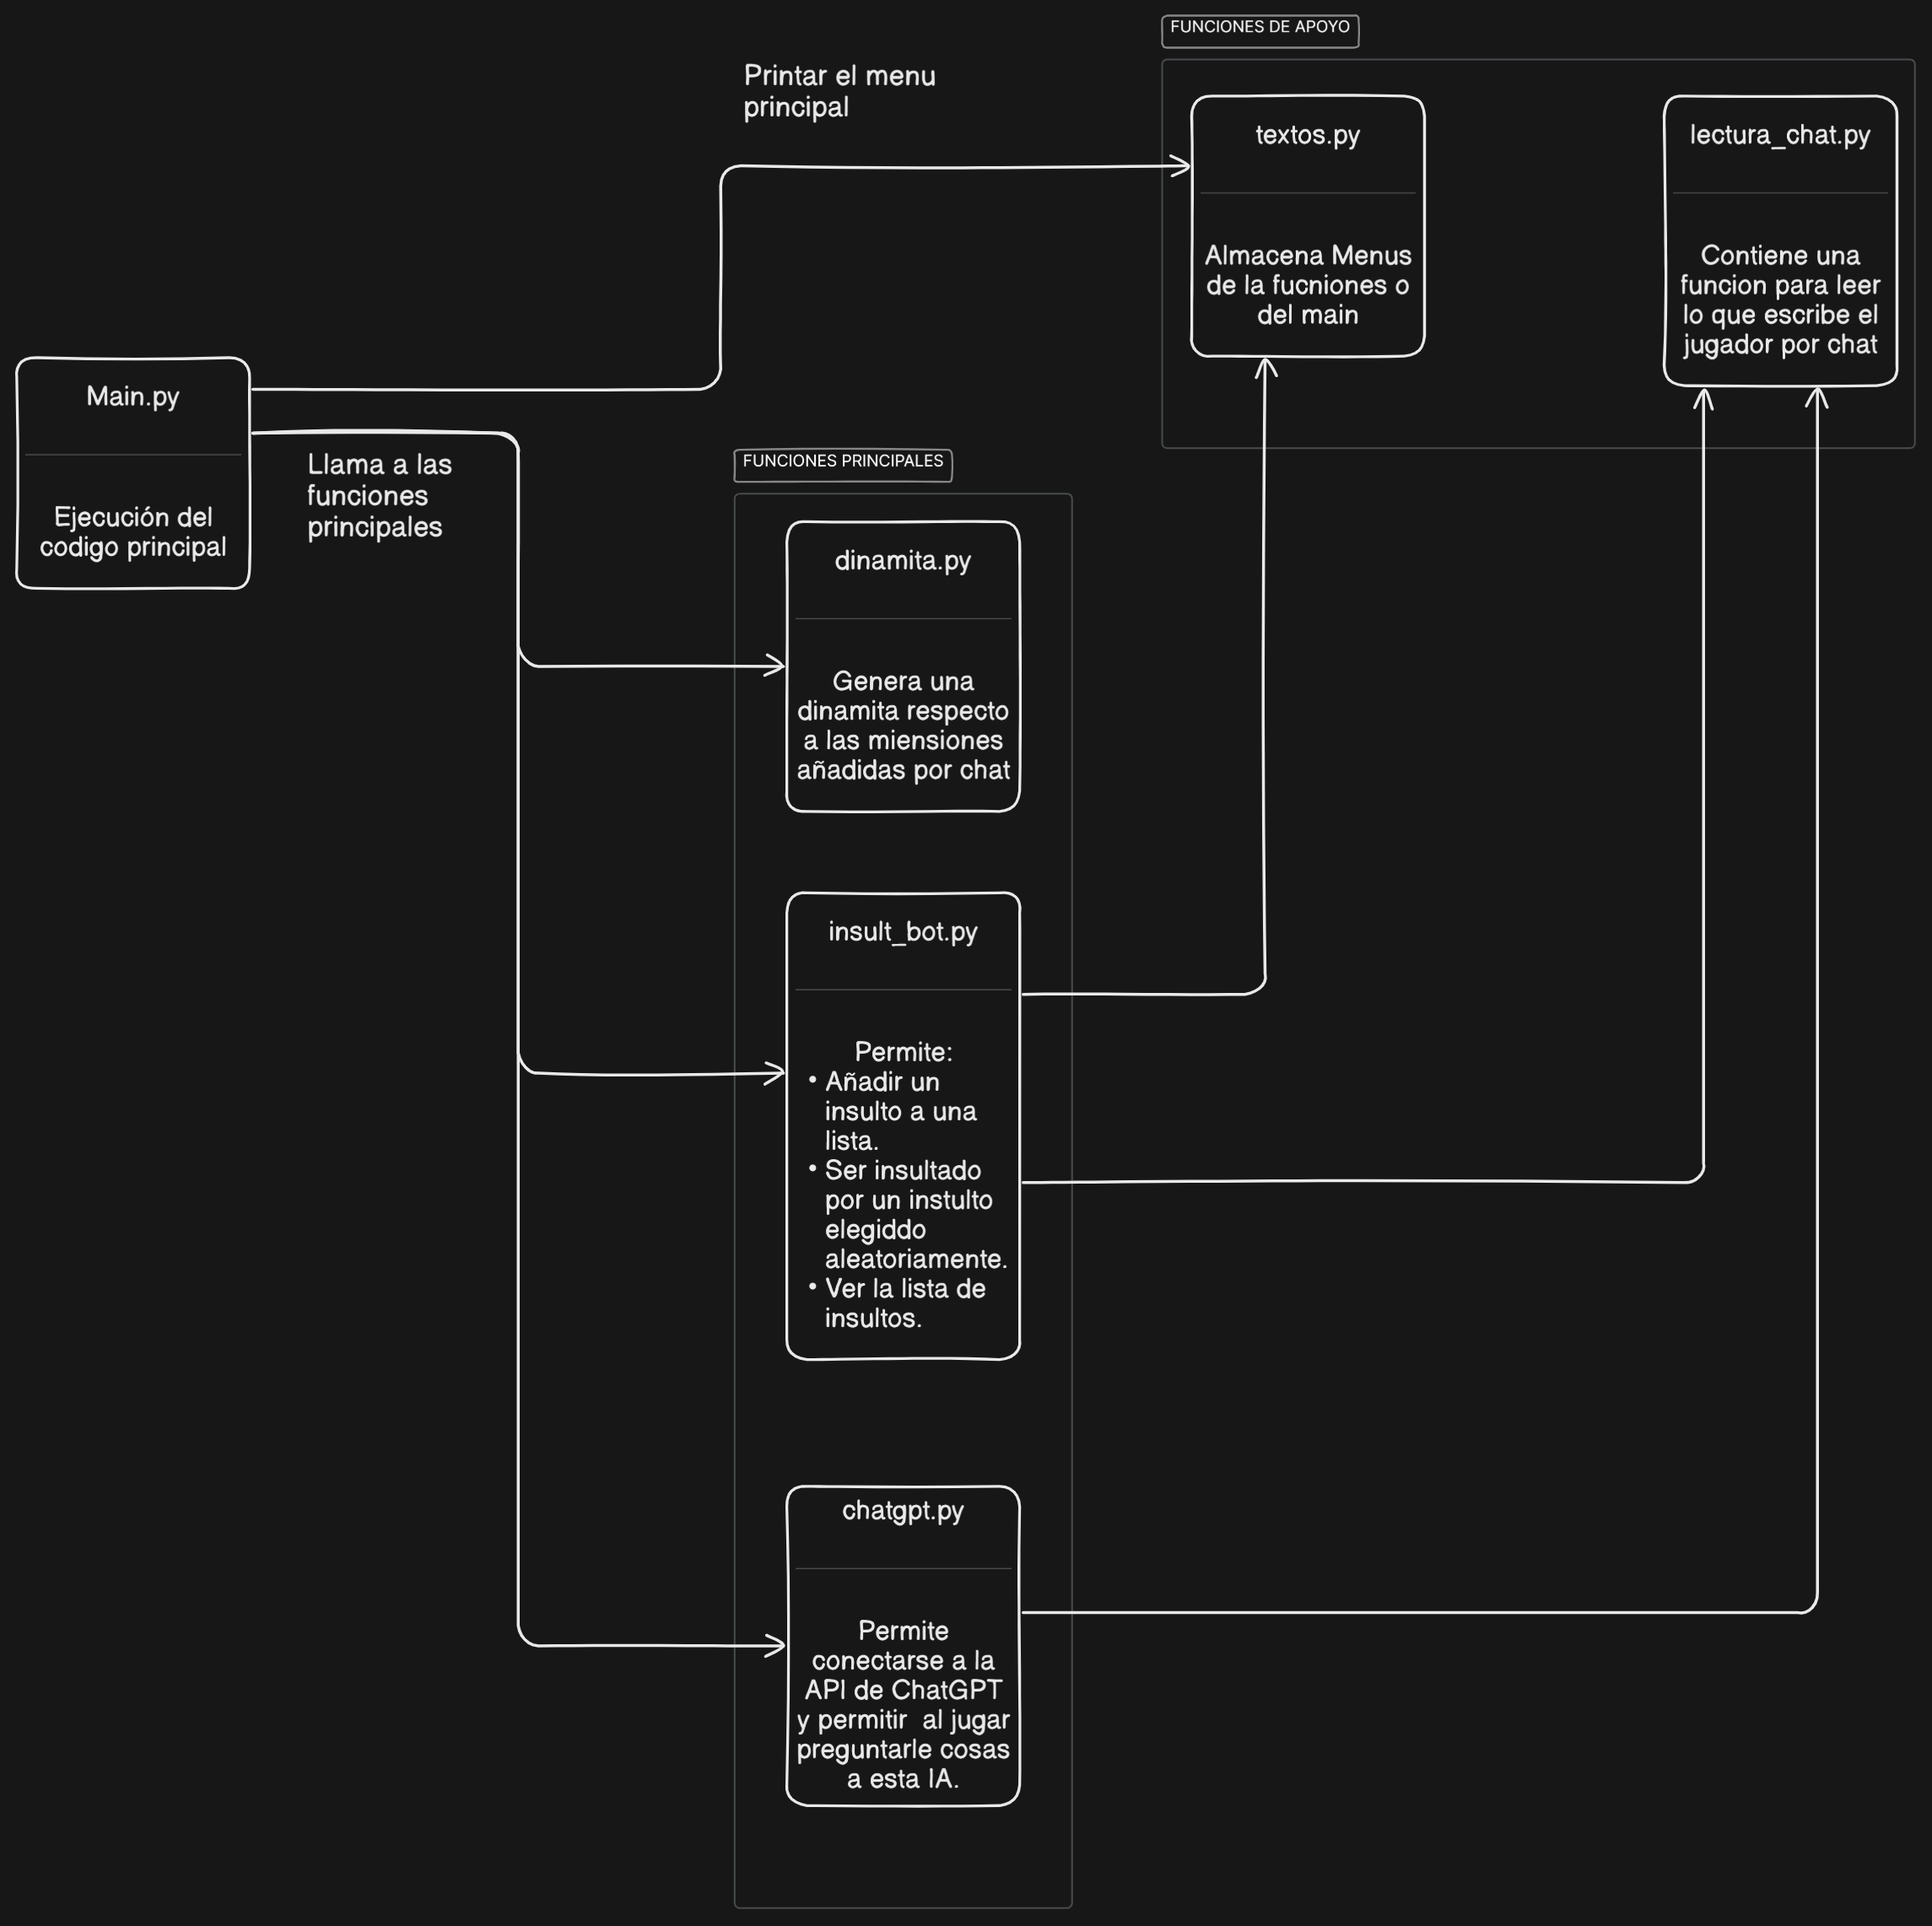 FUNCIONES DE APOYO
Printar el menu
principal
textos.py
Almacena Menus
de la fucniones o
del main
lectura_chat.py
Contiene una
funcion para leer
lo que escribe el
jugador por chat
Main.py
Ejecución del
codigo principal
Llama a las
funciones
principales
FUNCIONES PRINCIPALES
dinamita.py
Genera una
dinamita respecto
a las miensiones
añadidas por chat
insult_bot.py
Permite:
• Añadir un
insulto a una
lista.
• Ser insultado
por un instulto
elegiddo
aleatoriamente.
• Ver la lista de
insultos.
chatgpt.py
Permite
conectarse a la
API de ChatGPT
y permitir  al jugar
preguntarle cosas
a esta IA.